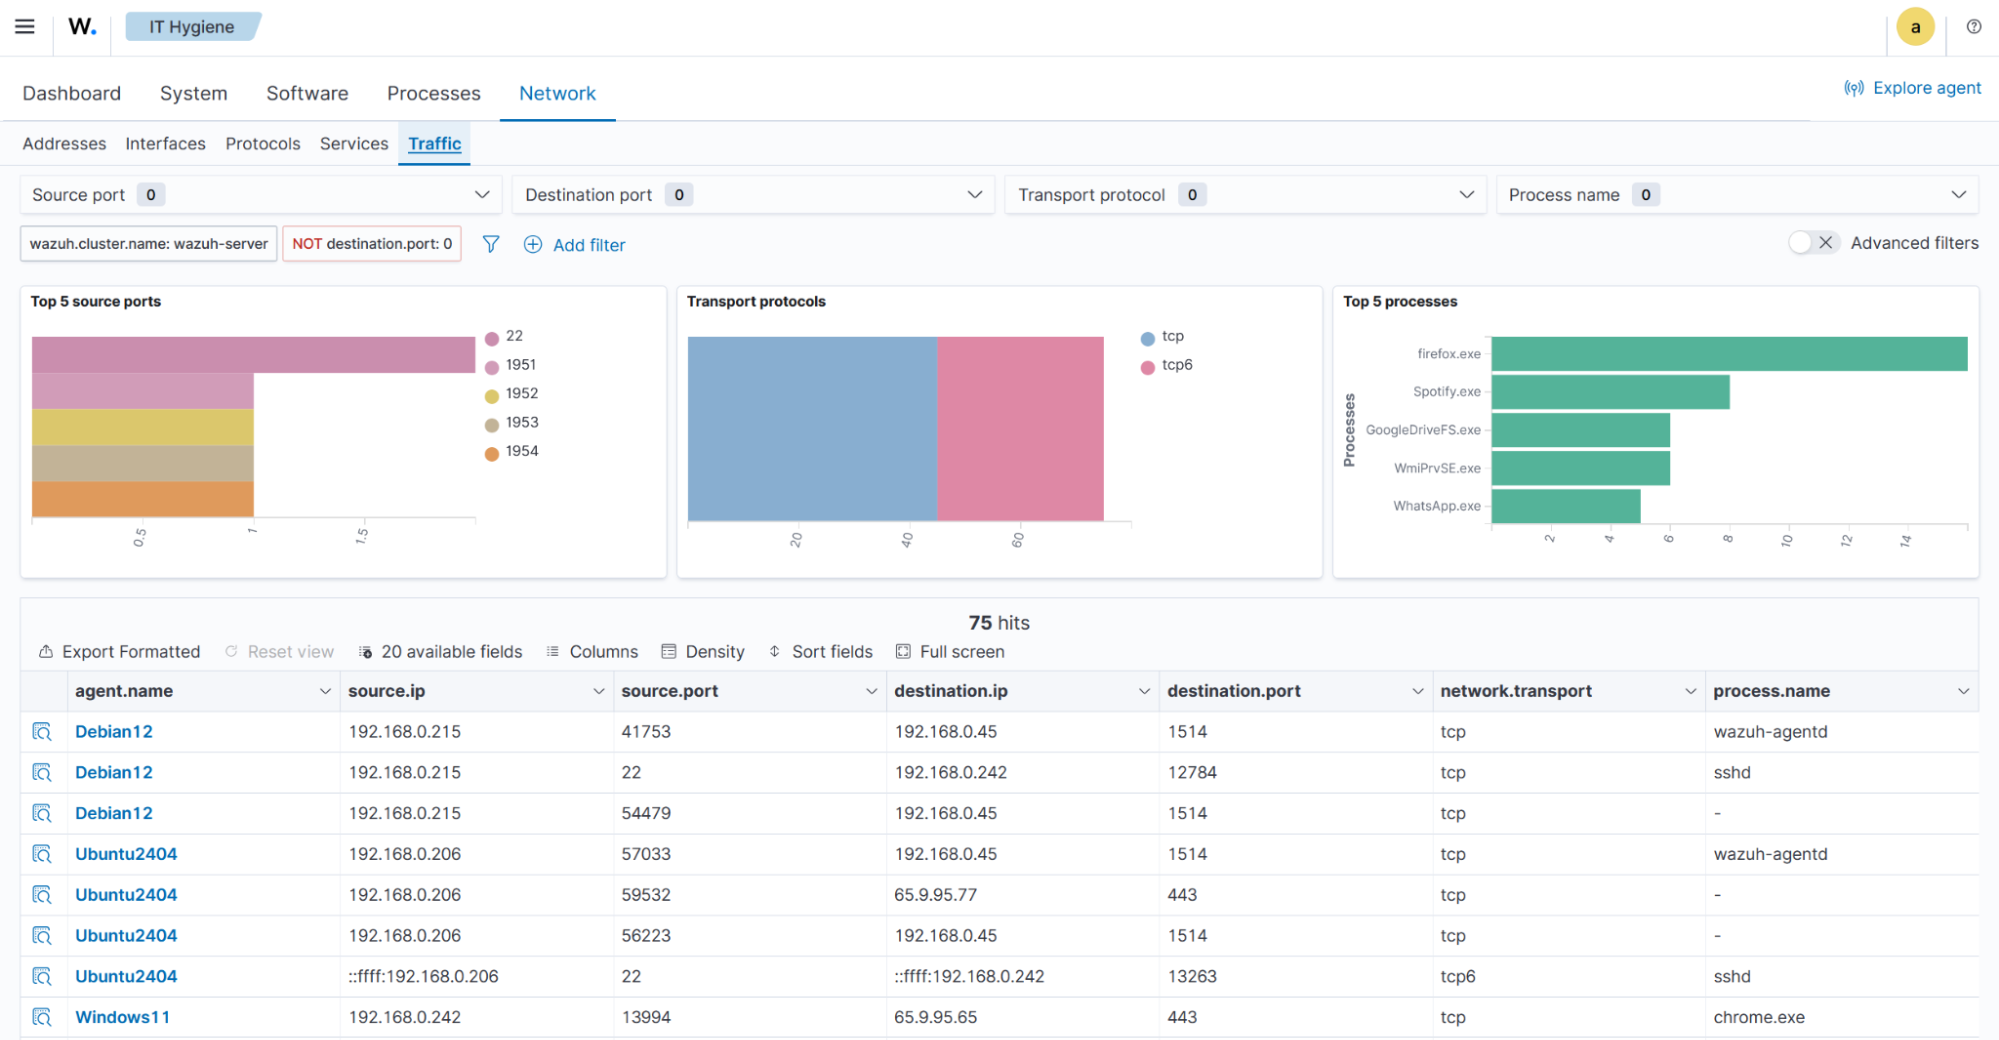 W. IT Hygiene a
Dashboard System Software Processes Network Explore agent
Addresses Interfaces Protocols Services Traffic
Source port 0 Destination port 0 Transport protocol 0 Process name 0
wazuh.cluster.name: wazuh-server NOT destination.port: 0 Add filter Advanced filters
Top 5 source ports
22
1951
1952
1953
1954
0.5 1 1.5
Transport protocols
tcp
tcp6
20 40 60
Top 5 processes
Processes
firefox.exe
Spotify.exe
GoogleDriveFS.exe
WmiPrvSE.exe
WhatsApp.exe
2 4 6 8 10 12 14
75 hits
Export Formatted Reset view 20 available fields Columns Density Sort fields Full screen
agent.name source.ip source.port destination.ip destination.port network.transport process.name
Debian12 192.168.0.215 41753 192.168.0.45 1514 tcp wazuh-agentd
Debian12 192.168.0.215 22 192.168.0.242 12784 tcp sshd
Debian12 192.168.0.215 54479 192.168.0.45 1514 tcp -
Ubuntu2404 192.168.0.206 57033 192.168.0.45 1514 tcp wazuh-agentd
Ubuntu2404 192.168.0.206 59532 65.9.95.77 443 tcp -
Ubuntu2404 192.168.0.206 56223 192.168.0.45 1514 tcp -
Ubuntu2404 ::ffff:192.168.0.206 22 ::ffff:192.168.0.242 13263 tcp6 sshd
Windows11 192.168.0.242 13994 65.9.95.65 443 tcp chrome.exe